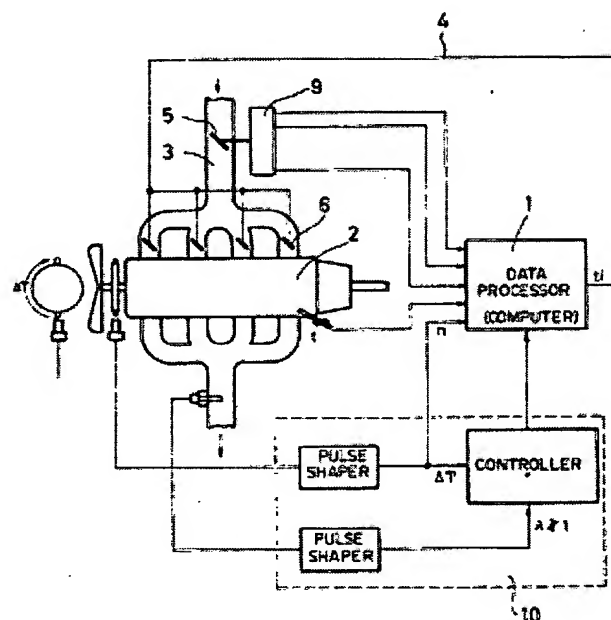 4
9
5
3
6
2
1
DATA
PROCESSOR
(COMPUTER)
ti
ΔT
t
n
PULSE
SHAPER
ΔT
CONTROLLER
PULSE
SHAPER
10